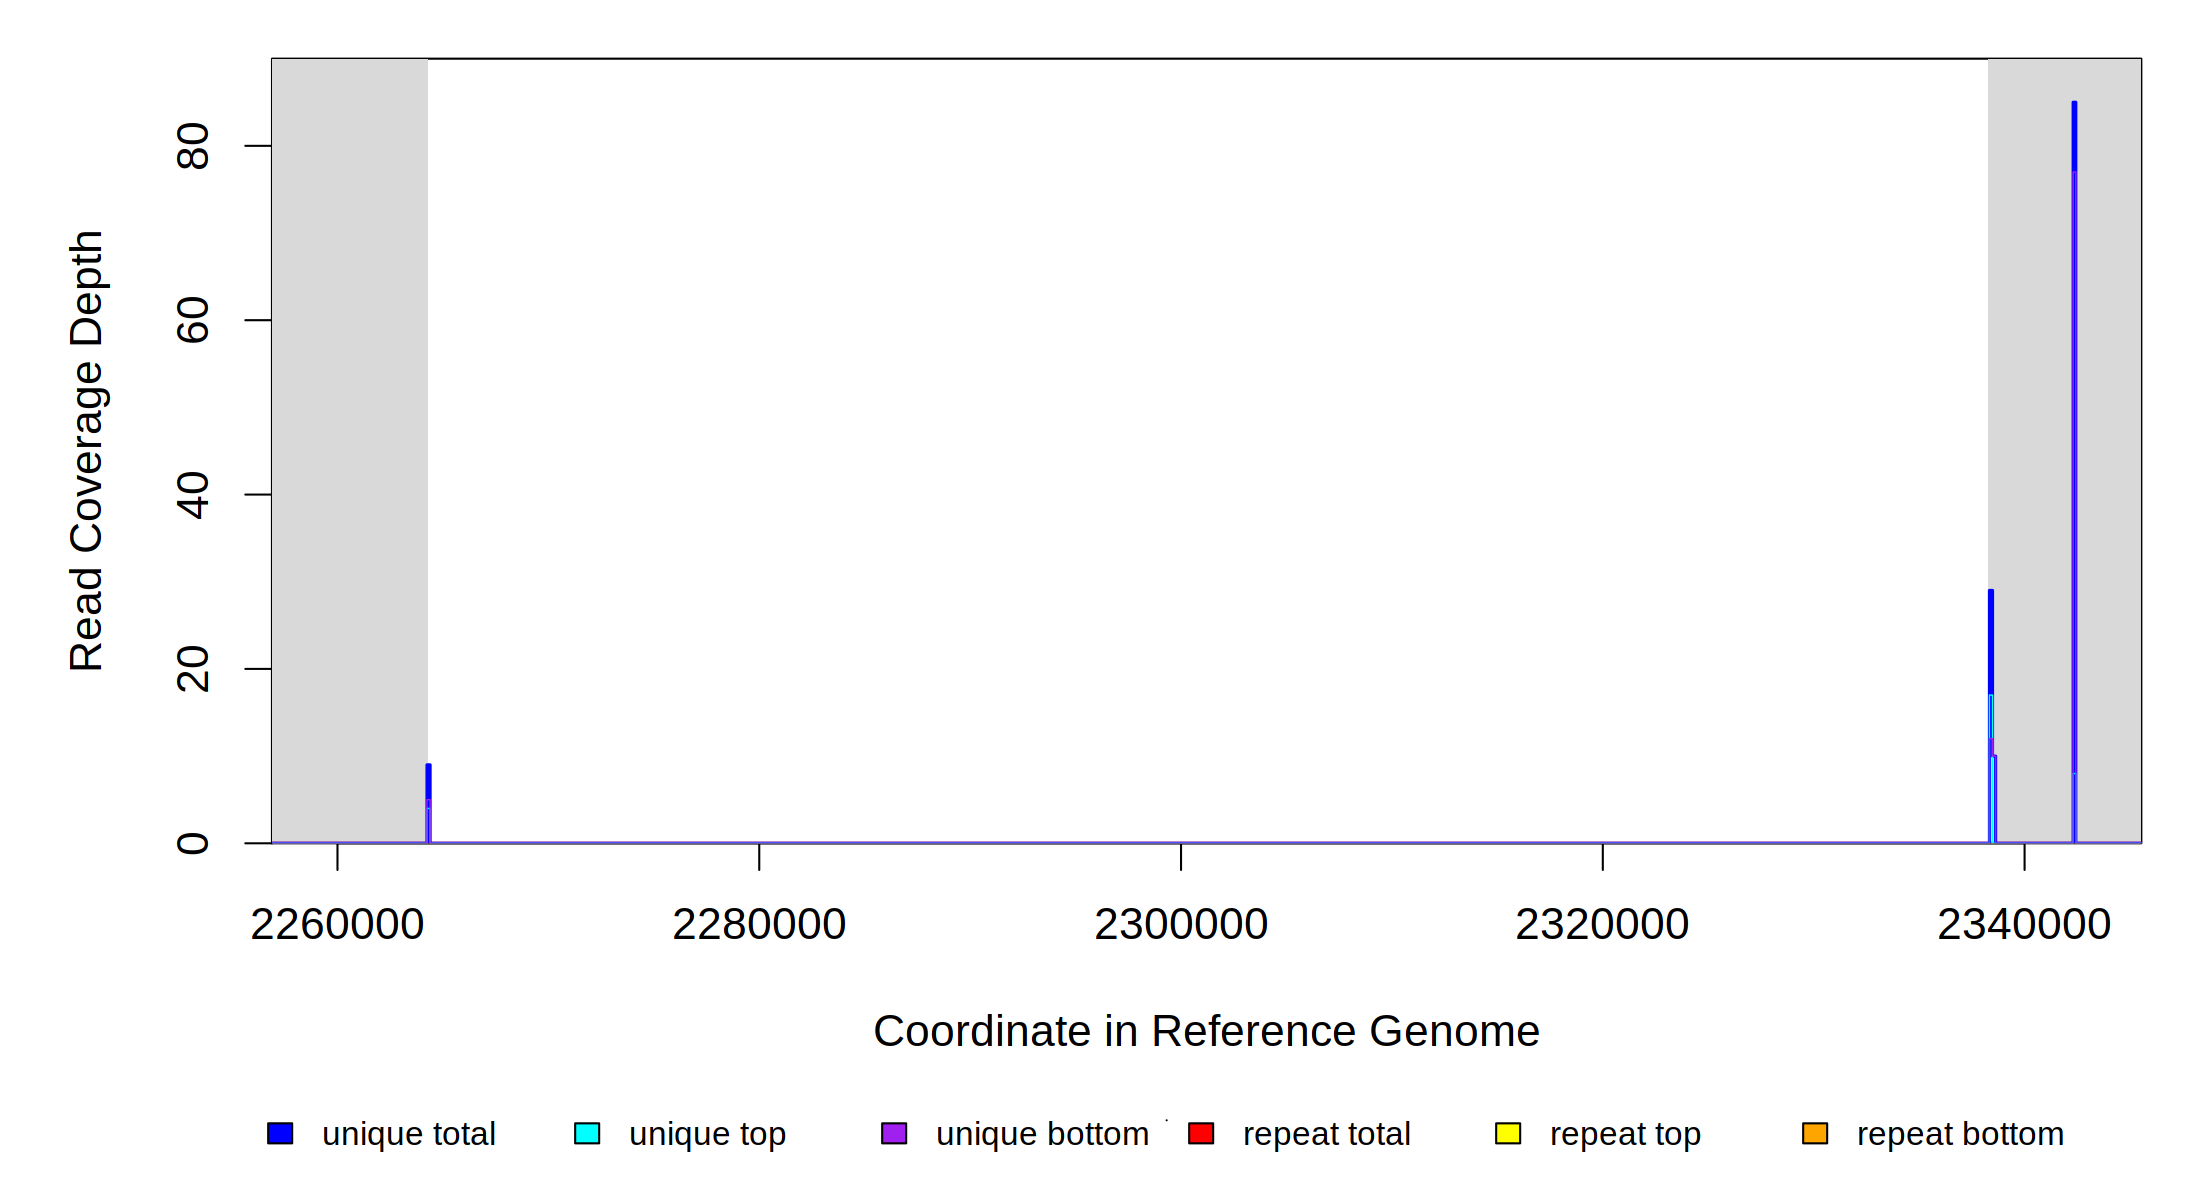 80
60
40
20
0
Read Coverage Depth
2260000 2280000 2300000 2320000 2340000
Coordinate in Reference Genome
unique total unique top unique bottom repeat total repeat top repeat bottom